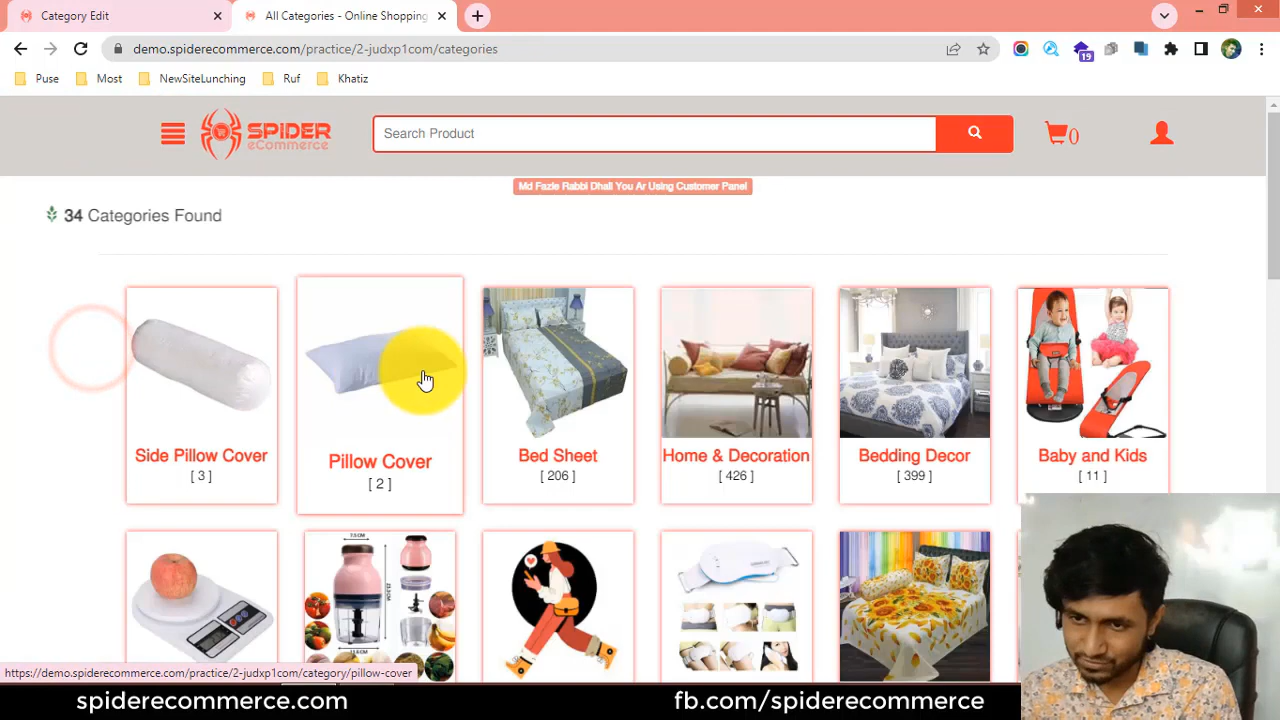 Category Edit
All Categories - Online Shopping
demo.spiderecommerce.com/practice/2-judxp1com/categories
19
Puse
Most
NewSiteLunching
Ruf
Khatiz
SPIDER
eCommerce
Search Product
0
Md Fazle Rabbi Dhali You Ar Using Customer Panel
34 Categories Found
Side Pillow Cover
[ 3 ]
Pillow Cover
[ 2 ]
Bed Sheet
[ 206 ]
Home & Decoration
[ 426 ]
Bedding Decor
[ 399 ]
Baby and Kids
[ 11 ]
https://demo.spiderecommerce.com/practice/2-judxp1com/category/pillow-cover
spiderecommerce.com
fb.com/spiderecommerce